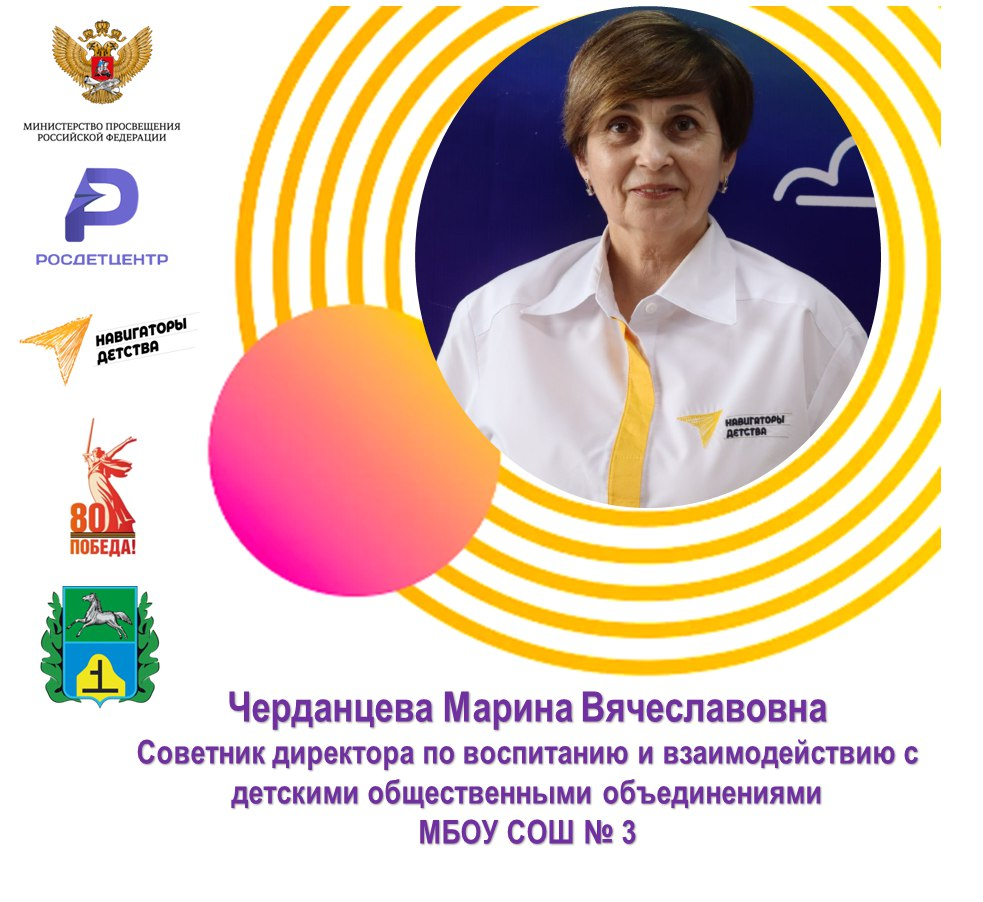 МИНИСТЕРСТВО ПРОСВЕЩЕНИЯ
РОССИЙСКОЙ ФЕДЕРАЦИИ
РОСДЕТЦЕНТР
НАВИГАТОРЫ
ДЕТСТВА
80
ПОБЕДА!
НАВИГАТОРЫ
ДЕТСТВА
Черданцева Марина Вячеславовна
Советник директора по воспитанию и взаимодействию с
детскими общественными объединениями
МБОУ СОШ № 3